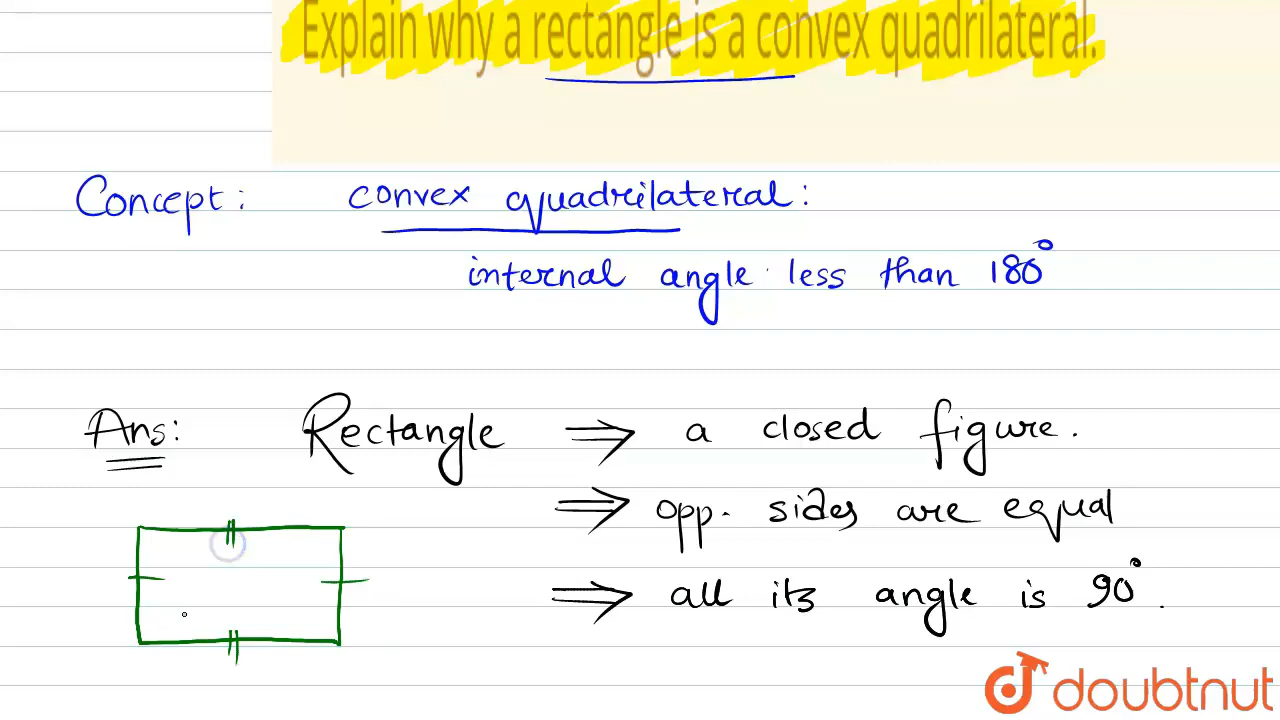 Explain why a rectangle is a convex quadrilateral.
Concept: convex quadrilateral:
internal angle less than 180°
Ans: Rectangle ⇒ a closed figure.
⇒ opp. sides are equal
⇒ all its angle is 90°.
doubtnut